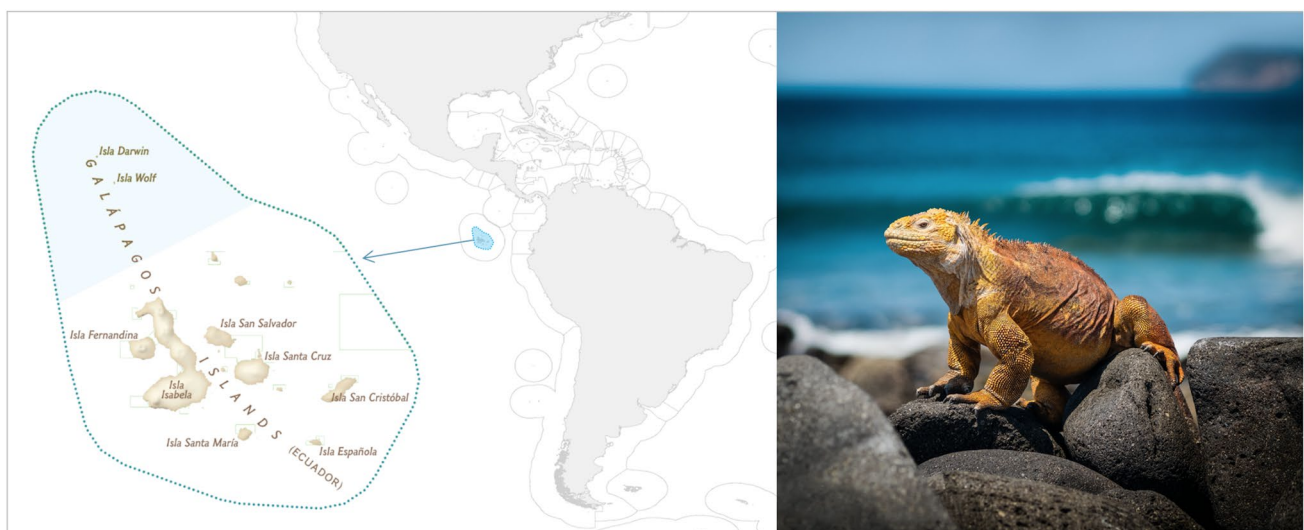 Isla Darwin
Isla Wolf
GALÁPAGOS
Isla San Salvador
Isla Fernandina
Isla Santa Cruz
Isla
Isabela
ISLANDS
Isla San Cristóbal
Isla Santa María
(ECUADOR)
Isla Española